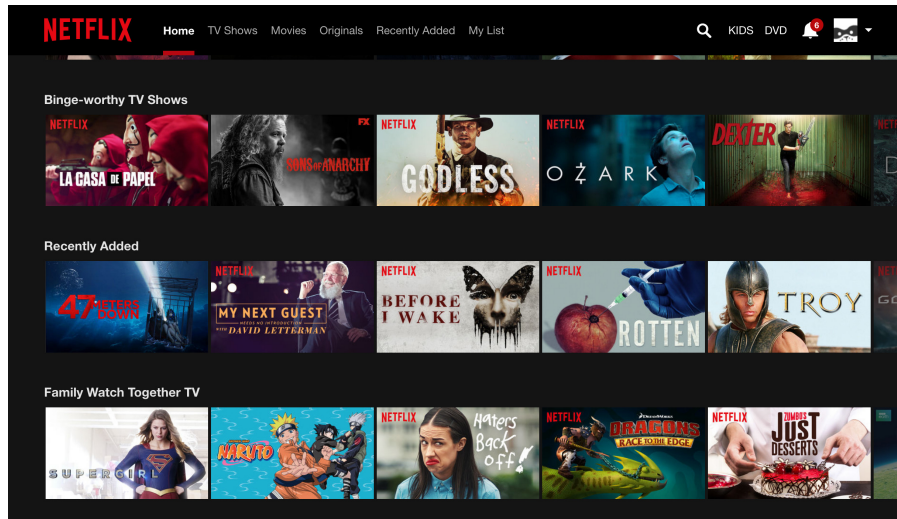 NETFLIX
Home TV Shows Movies Originals Recently Added My List
KIDS DVD 6
Binge-worthy TV Shows
NETFLIX
LA CASA DE PAPEL
FX
SONS OF ANARCHY
NETFLIX
GODLESS
NETFLIX
OZARK
DEXTER
Recently Added
47 METERS DOWN
NETFLIX
MY NEXT GUEST
NEEDS NO INTRODUCTION
WITH DAVID LETTERMAN
NETFLIX
BEFORE
I WAKE
NETFLIX
ROTTEN
TROY
Family Watch Together TV
SUPERGIRL
NARUTO
NETFLIX
Haters
Back
Off!
NETFLIX
DREAMWORKS
DRAGONS
RACE TO THE EDGE
NETFLIX
ZUMBO'S
JUST
DESSERTS